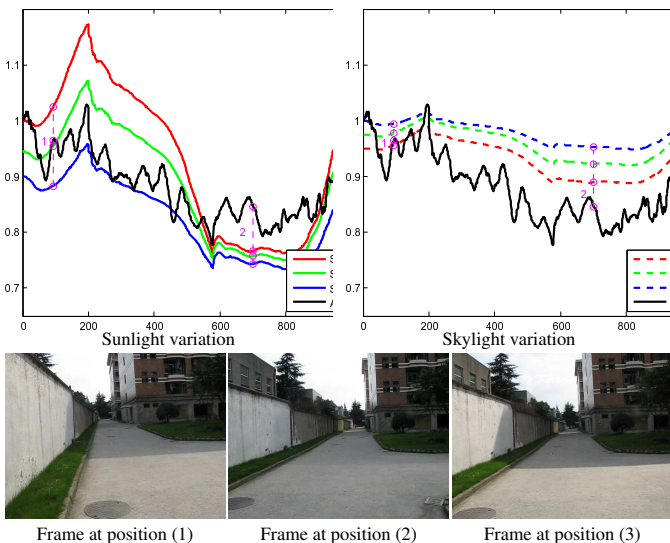 1.1
1
0.9
0.8
0.7
0 200 400 600 800
1
2
S
S
S
A
Sunlight variation
1.1
1
0.9
0.8
0.7
0 200 400 600 800
1
2
Skylight variation
Frame at position (1)
Frame at position (2)
Frame at position (3)